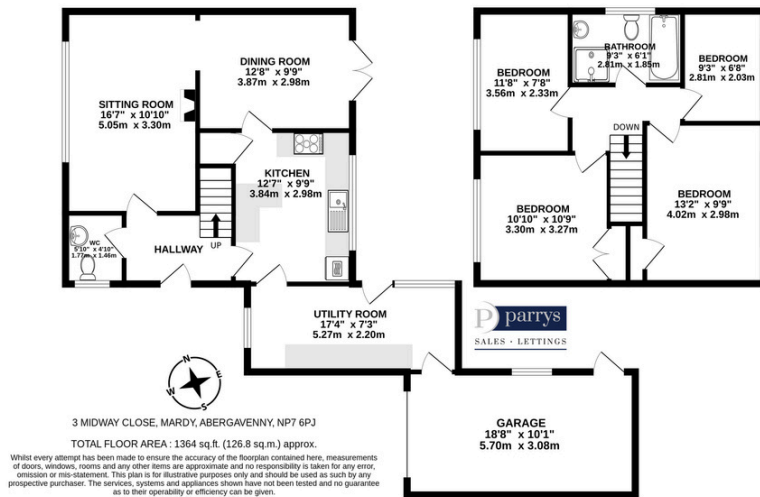 DINING ROOM
12'8" x 9'9"
3.87m x 2.98m
SITTING ROOM
16'7" x 10'10"
5.05m x 3.30m
KITCHEN
12'7" x 9'9"
3.84m x 2.98m
WC
5'10" x 4'10"
1.77m x 1.46m
HALLWAY
UP
UTILITY ROOM
17'4" x 7'3"
5.27m x 2.20m
BEDROOM
11'8" x 7'8"
3.56m x 2.33m
BATHROOM
9'3" x 6'1"
2.81m x 1.85m
BEDROOM
9'3" x 6'8"
2.81m x 2.03m
DOWN
BEDROOM
10'10" x 10'9"
3.30m x 3.27m
BEDROOM
13'2" x 9'9"
4.02m x 2.98m
P parrys
SALES · LETTINGS
GARAGE
18'8" x 10'1"
5.70m x 3.08m
N
E
S
W
3 MIDWAY CLOSE, MARDY, ABERGAVENNY, NP7 6PJ
TOTAL FLOOR AREA : 1364 sq.ft. (126.8 sq.m.) approx.
Whilst every attempt has been made to ensure the accuracy of the floorplan contained here, measurements
of doors, windows, rooms and any other items are approximate and no responsibility is taken for any error,
omission or mis-statement. This plan is for illustrative purposes only and should be used as such by any
prospective purchaser. The services, systems and appliances shown have not been tested and no guarantee
as to their operability or efficiency can be given.